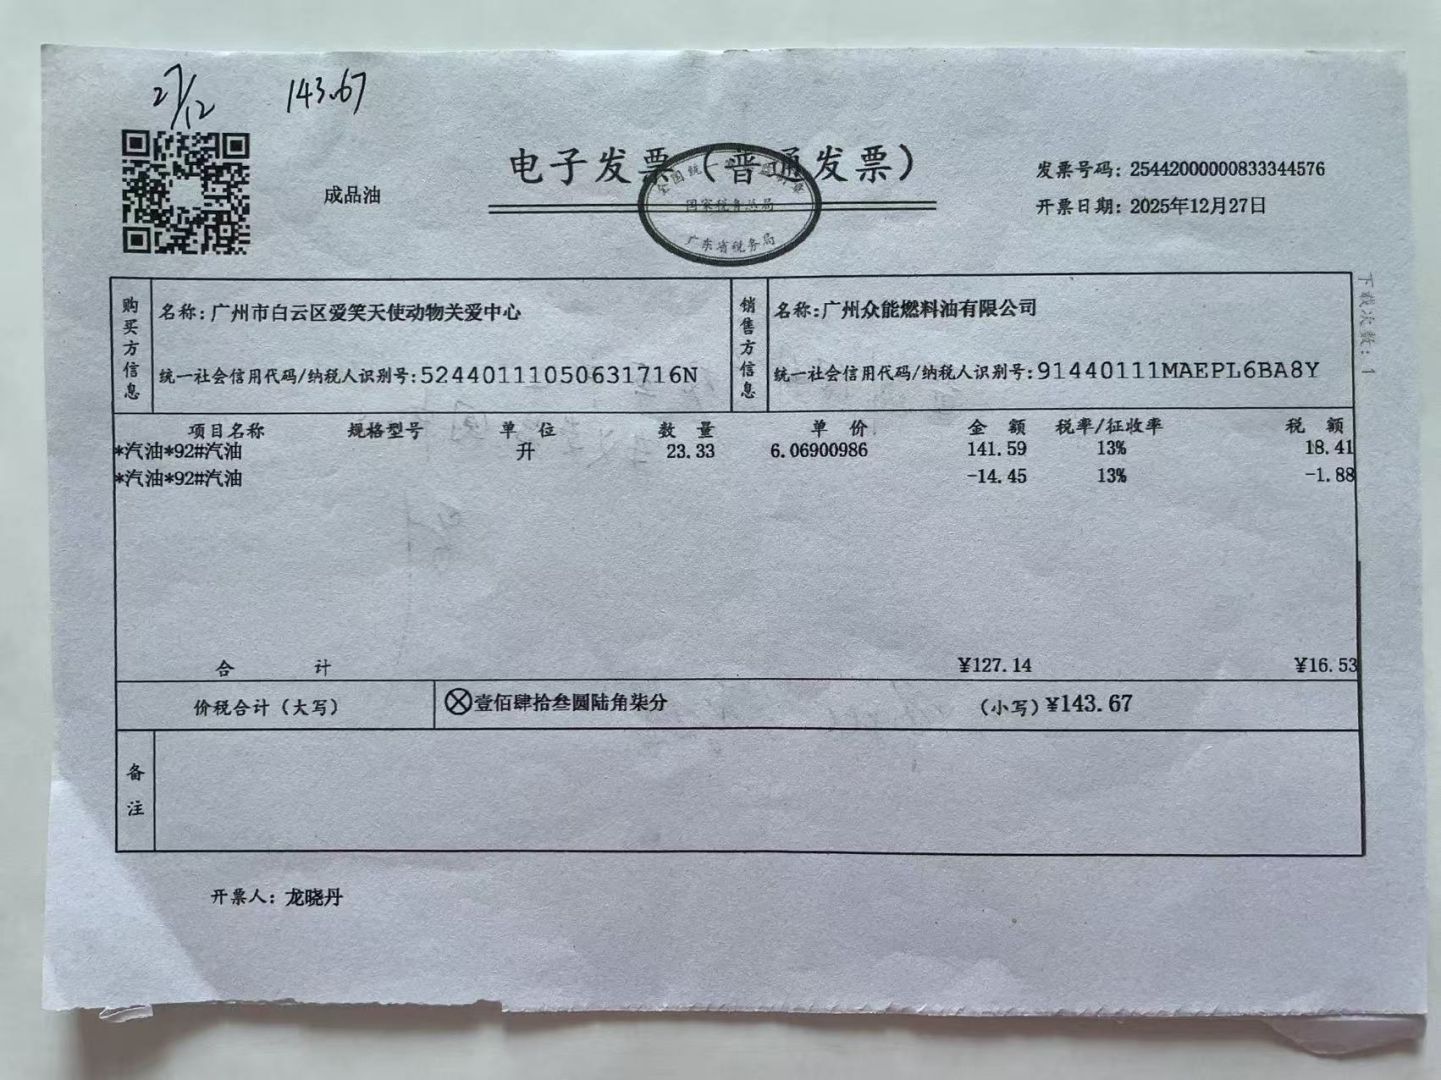 27/12 143.67
成品油
电子发票（普通发票）
国家税务总局
广东省税务局
发票号码：25442000000833344576
开票日期：2025年12月27日
下载次数：1
购买方信息
名称：广州市白云区爱笑天使动物关爱中心
统一社会信用代码/纳税人识别号：52440111050631716N
销售方信息
名称：广州众能燃料油有限公司
统一社会信用代码/纳税人识别号：91440111MAEPL6BA8Y
项目名称 规格型号 单 位 数 量 单 价 金 额 税率/征收率 税 额
*汽油*92#汽油 升 23.33 6.06900986 141.59 13% 18.41
*汽油*92#汽油 -14.45 13% -1.88
合 计 ¥127.14 ¥16.53
价税合计（大写） ⊗壹佰肆拾叁圆陆角柒分 （小写）¥143.67
备注
开票人：龙晓丹